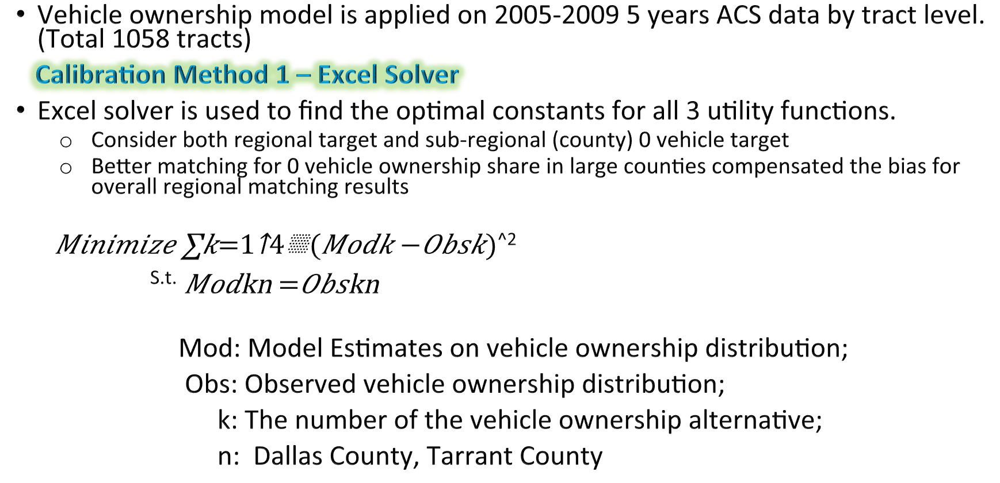 • Vehicle ownership model is applied on 2005-2009 5 years ACS data by tract level.
(Total 1058 tracts)
Calibration Method 1 – Excel Solver
• Excel solver is used to find the optimal constants for all 3 utility functions.
o Consider both regional target and sub-regional (county) 0 vehicle target
o Better matching for 0 vehicle ownership share in large counties compensated the bias for
overall regional matching results
Minimize ∑k=1↑4▒(Modk −Obsk)^2
S.t. Modkn =Obskn
Mod: Model Estimates on vehicle ownership distribution;
Obs: Observed vehicle ownership distribution;
k: The number of the vehicle ownership alternative;
n: Dallas County, Tarrant County